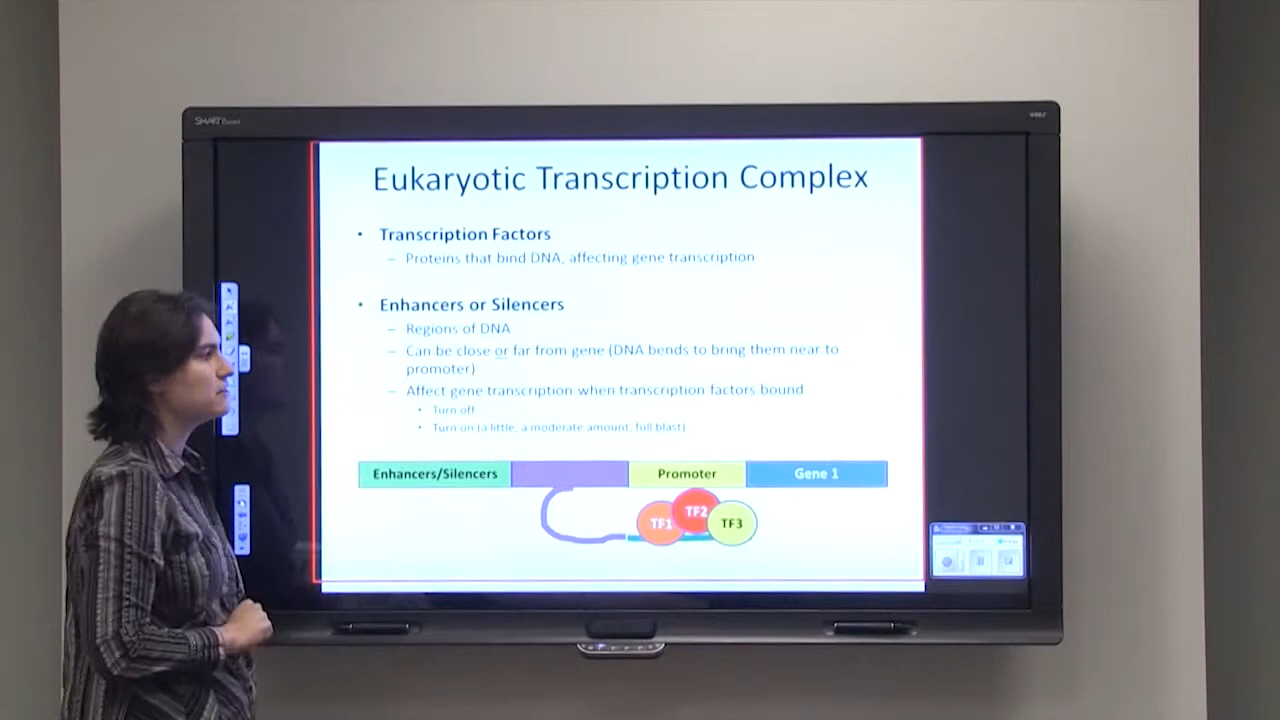 SMART
Eukaryotic Transcription Complex
• Transcription Factors
– Proteins that bind DNA, affecting gene transcription
• Enhancers or Silencers
– Regions of DNA
– Can be close or far from gene (DNA bends to bring them near to
promoter)
– Affect gene transcription when transcription factors bound
• Turn off
• Turn on (a little, a moderate amount, full blast)
Enhancers/Silencers Promoter Gene 1
TF1 TF2 TF3